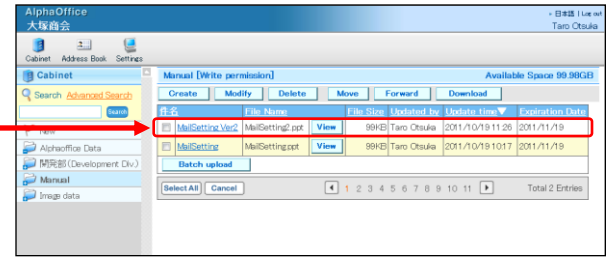 AlphaOffice
大塚商会
日本語 | Log out
Taro Otsuka
Cabinet Address Book Settings
Cabinet
Manual [Write permission] Available Space 99.98GB
Search Advanced Search
Create Modify Delete Move Forward Download
Search
件名 File Name File Size Updated by Update time▼ Expiration Date
New
MailSetting Ver2 MailSetting2.ppt View 99KB Taro Otsuka 2011/10/19 11:26 2011/11/19
Alphaoffice Data
MailSetting MailSetting.ppt View 99KB Taro Otsuka 2011/10/19 10:17 2011/11/19
開発部 (Development Div.)
Batch upload
Manual
Select All Cancel 1 2 3 4 5 6 7 8 9 10 11 Total 2 Entries
Image data